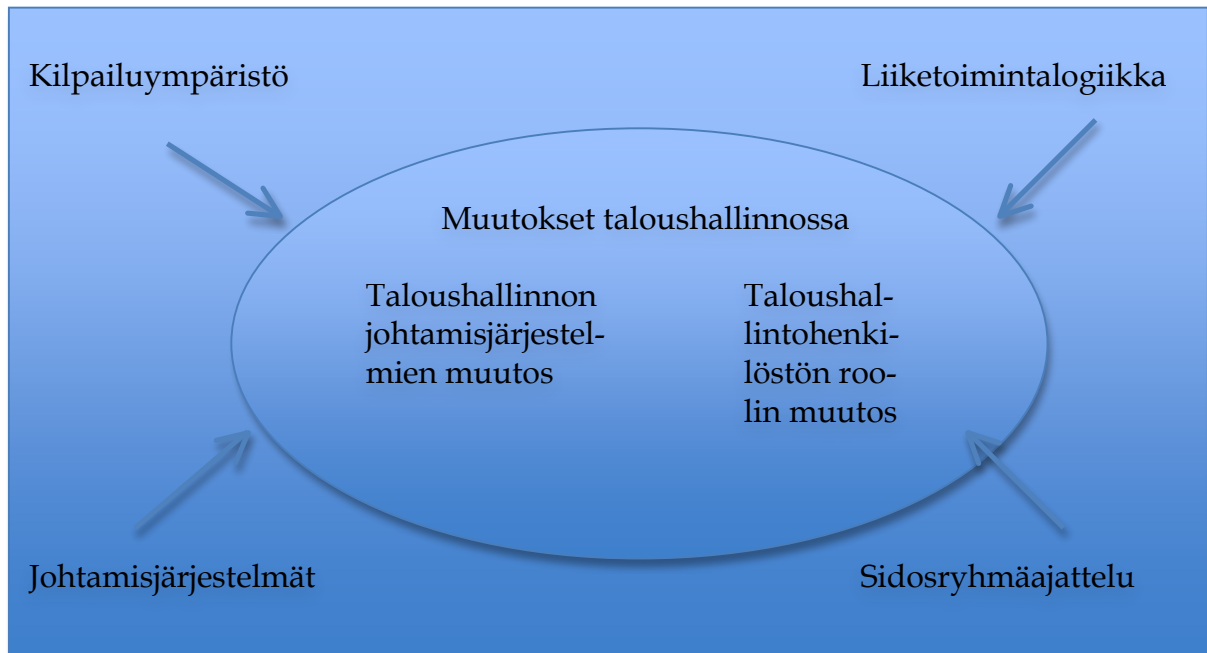 Kilpailuympäristö
Liiketoimintalogiikka
Muutokset taloushallinnossa
Taloushallinnon
johtamisjärjestel-
mien muutos
Taloushal-
lintohenki-
löstön roo-
lin muutos
Johtamisjärjestelmät
Sidosryhmäajattelu